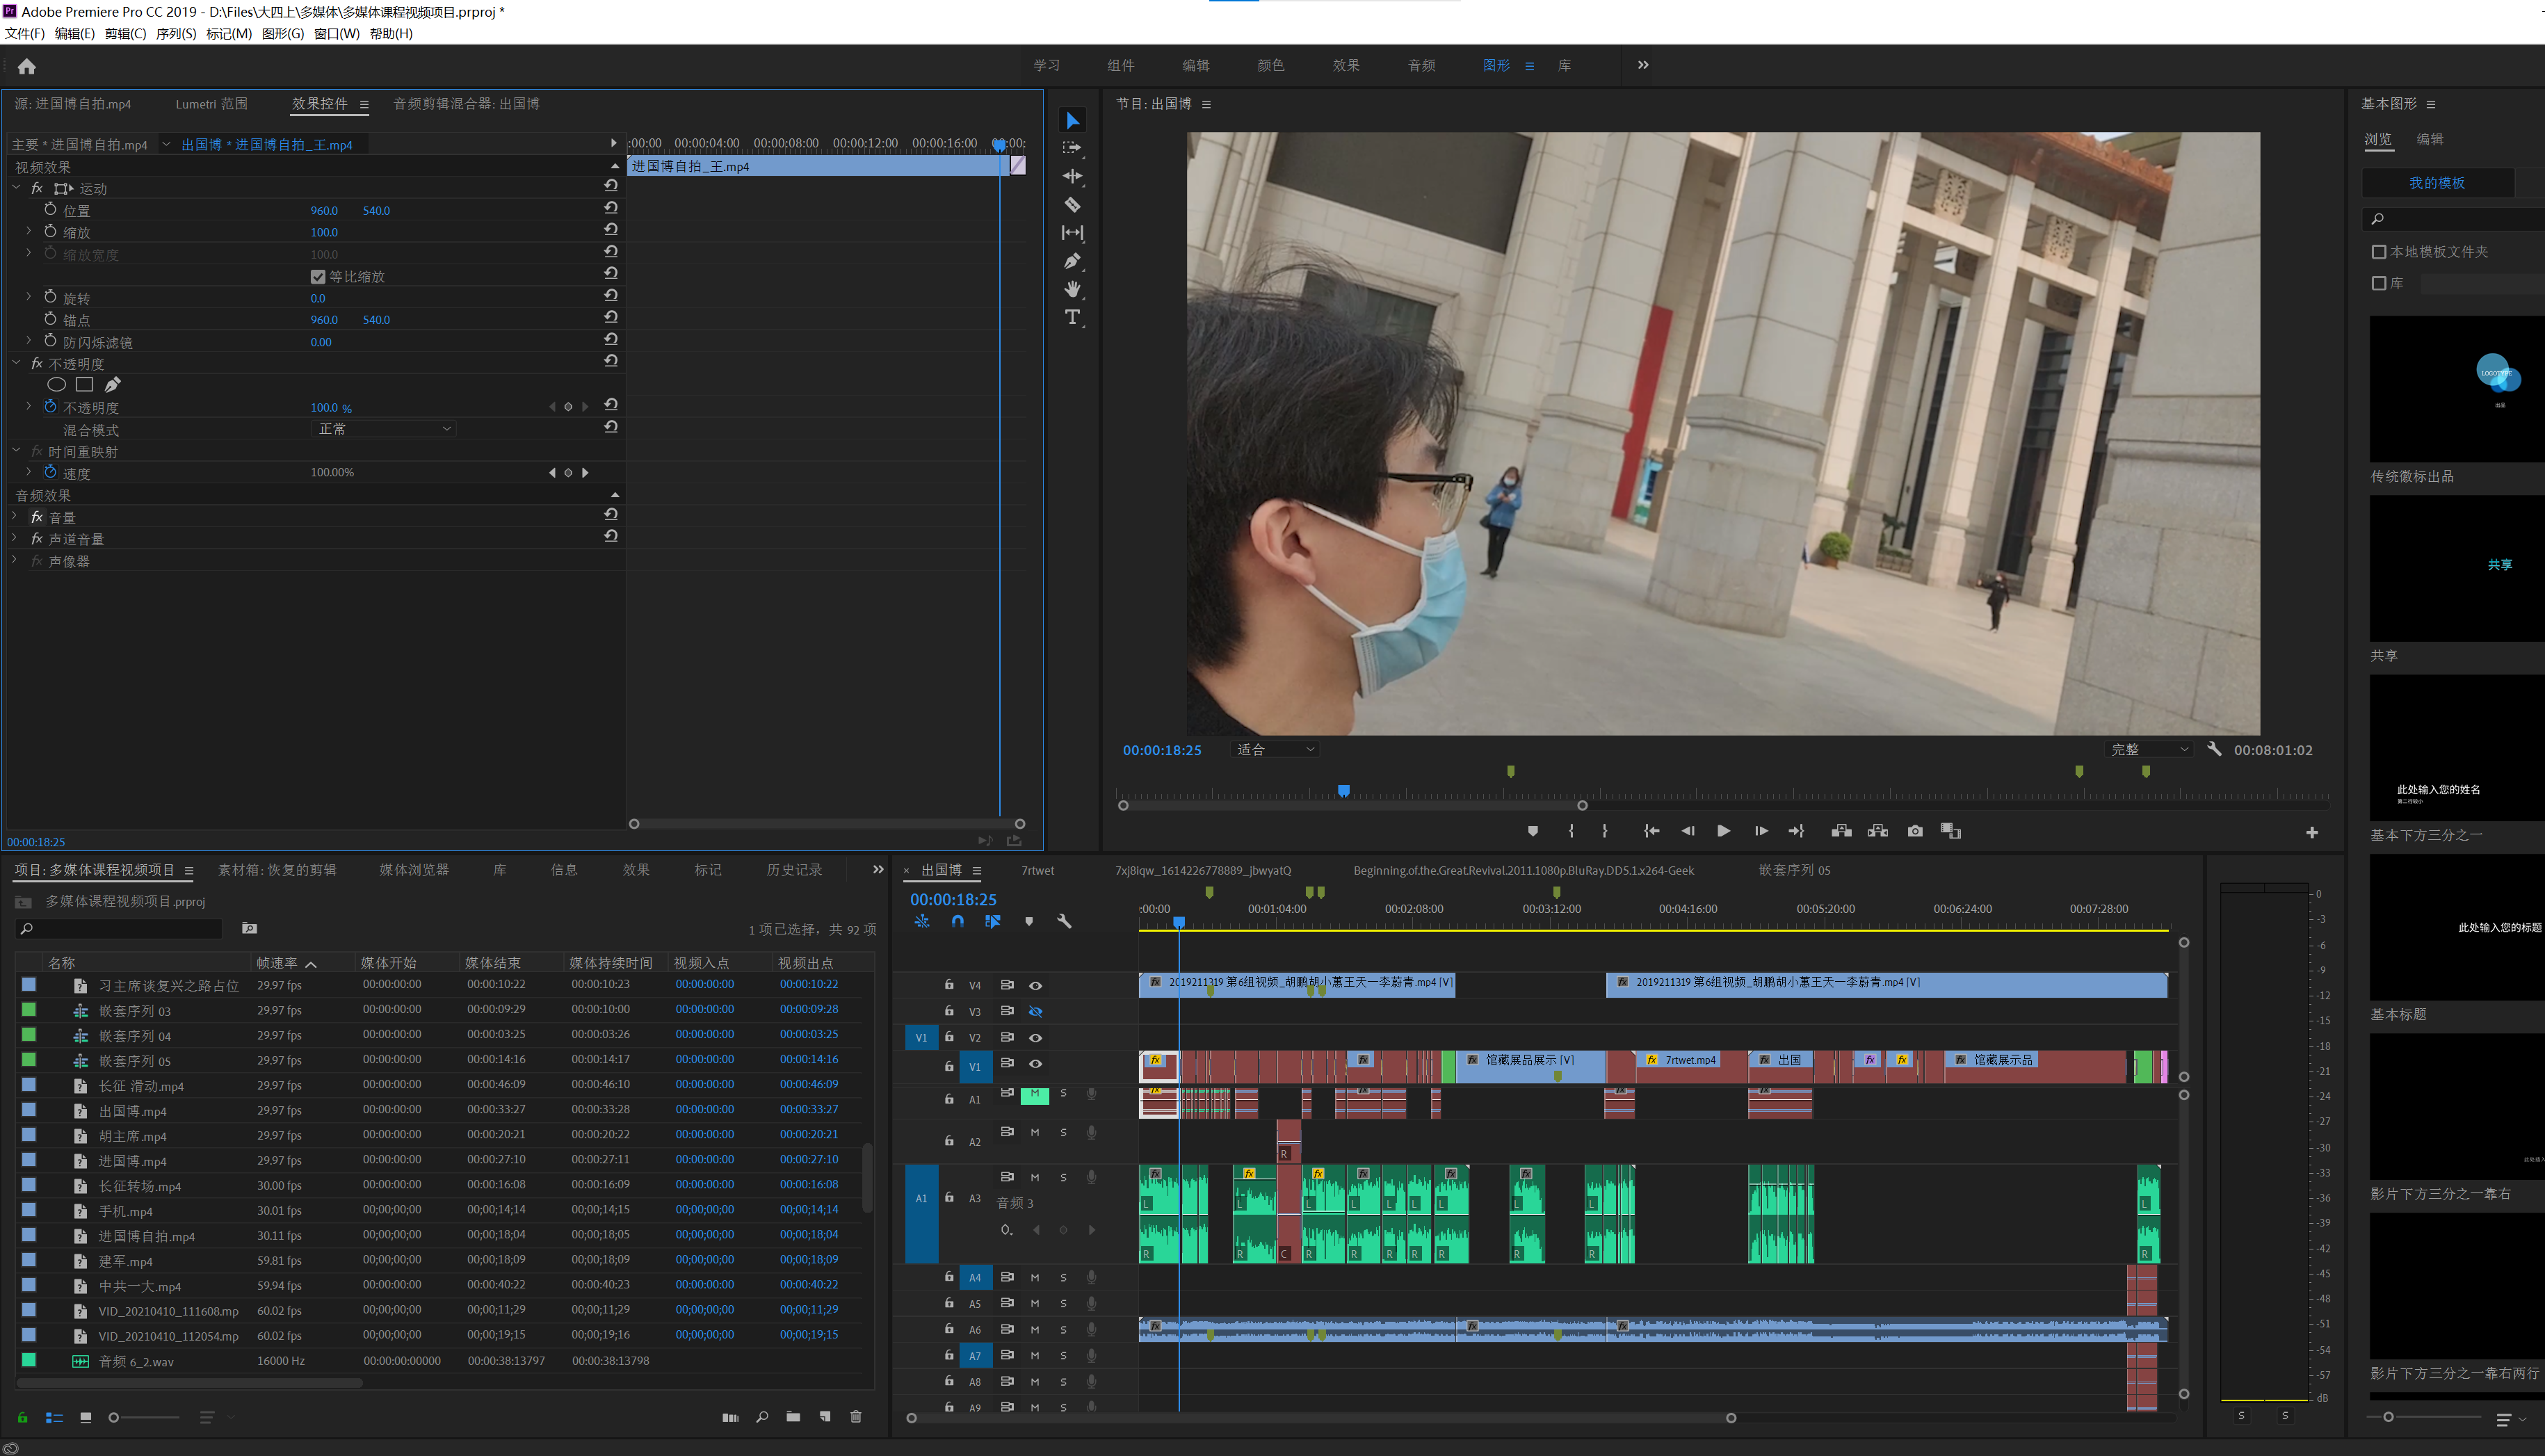 Adobe Premiere Pro CC 2019 - D:\Files\大四上\多媒体\多媒体课程视频项目.prproj *
文件(F) 编辑(E) 剪辑(C) 序列(S) 标记(M) 图形(G) 窗口(W) 帮助(H)
学习 组件 编辑 颜色 效果 音频 图形 库
源: 进国博自拍.mp4 Lumetri 范围 效果控件 音频剪辑混合器: 出国博
主要 * 进国博自拍.mp4 出国博 * 进国博自拍_王.mp4
:00:00 00:00:04:00 00:00:08:00 00:00:12:00 00:00:16:00
进国博自拍_王.mp4
视频效果
fx 运动
位置 960.0 540.0
缩放 100.0
缩放宽度 100.0
等比缩放
旋转 0.0
锚点 960.0 540.0
防闪烁滤镜 0.00
fx 不透明度
不透明度 100.0 %
混合模式 正常
fx 时间重映射
速度 100.00%
音频效果
fx 音量
fx 声道音量
fx 声像器
00:00:18:25
节目: 出国博
00:00:18:25 适合 完整 00:08:01:02
基本图形
浏览 编辑
我的模板
本地模板文件夹
库
LOGOTYPE
出品
传统徽标出品
共享
共享
此处输入您的姓名
第二行较小
基本下方三分之一
此处输入您的标题
基本标题
影片下方三分之一靠右
影片下方三分之一靠右两行
项目: 多媒体课程视频项目 素材箱: 恢复的剪辑 媒体浏览器 库 信息 效果 标记 历史记录
多媒体课程视频项目.prproj
1 项已选择，共 92 项
名称 帧速率 媒体开始 媒体结束 媒体持续时间 视频入点 视频出点
习主席谈复兴之路占位 29.97 fps 00:00:00:00 00:00:10:22 00:00:10:23 00:00:00:00 00:00:10:22
嵌套序列 03 29.97 fps 00:00:00:00 00:00:09:29 00:00:10:00 00:00:00:00 00:00:09:28
嵌套序列 04 29.97 fps 00:00:00:00 00:00:03:25 00:00:03:26 00:00:00:00 00:00:03:25
嵌套序列 05 29.97 fps 00:00:00:00 00:00:14:16 00:00:14:17 00:00:00:00 00:00:14:16
长征 滑动.mp4 29.97 fps 00:00:00:00 00:00:46:09 00:00:46:10 00:00:00:00 00:00:46:09
出国博.mp4 29.97 fps 00:00:00:00 00:00:33:27 00:00:33:28 00:00:00:00 00:00:33:27
胡主席.mp4 29.97 fps 00:00:00:00 00:00:20:21 00:00:20:22 00:00:00:00 00:00:20:21
进国博.mp4 29.97 fps 00:00:00:00 00:00:27:10 00:00:27:11 00:00:00:00 00:00:27:10
长征转场.mp4 30.00 fps 00:00:00:00 00:00:16:08 00:00:16:09 00:00:00:00 00:00:16:08
手机.mp4 30.01 fps 00;00;00;00 00;00;14;14 00;00;14;15 00;00;00;00 00;00;14;14
进国博自拍.mp4 30.11 fps 00;00;00;00 00;00;18;04 00;00;18;05 00;00;00;00 00;00;18;04
建军.mp4 59.81 fps 00;00;00;00 00;00;18;09 00;00;18;09 00;00;00;00 00;00;18;09
中共一大.mp4 59.94 fps 00:00:00:00 00:00:40:22 00:00:40:23 00:00:00:00 00:00:40:22
VID_20210410_111608.mp 60.02 fps 00;00;00;00 00;00;11;29 00;00;11;29 00;00;00;00 00;00;11;29
VID_20210410_112054.mp 60.02 fps 00;00;00;00 00;00;19;15 00;00;19;16 00;00;00;00 00;00;19;15
音频 6_2.wav 16000 Hz 00:00:00:00000 00:00:38:13797 00:00:38:13798
× 出国博 7rtwet 7xj8iqw_1614226778889_jbwyatQ Beginning.of.the.Great.Revival.2011.1080p.BluRay.DD5.1.x264-Geek 嵌套序列 05
00:00:18:25
:00:00 00:01:04:00 00:02:08:00 00:03:12:00 00:04:16:00 00:05:20:00 00:06:24:00 00:07:28:00
V4 fx 2019211319 第6组视频_胡鹏胡小蕙王天一李蔚青.mp4 [V] fx 2019211319 第6组视频_胡鹏胡小蕙王天一李蔚青.mp4 [V]
V3
V1 V2
V1 fx fx fx 馆藏展品展示 [V] fx 7rtwet.mp4 fx 出国 fx fx fx 馆藏展示品
A1 M S
A2 M S R
A1 A3 M S
音频 3
A4 M S
A5 M S
A6 M S fx fx fx
A7 M S
A8 M S
A9 M S
0
-3
-6
-9
-12
-15
-18
-21
-24
-27
-30
-33
-36
-39
-42
-45
-48
-51
-54
-57
dB
S S